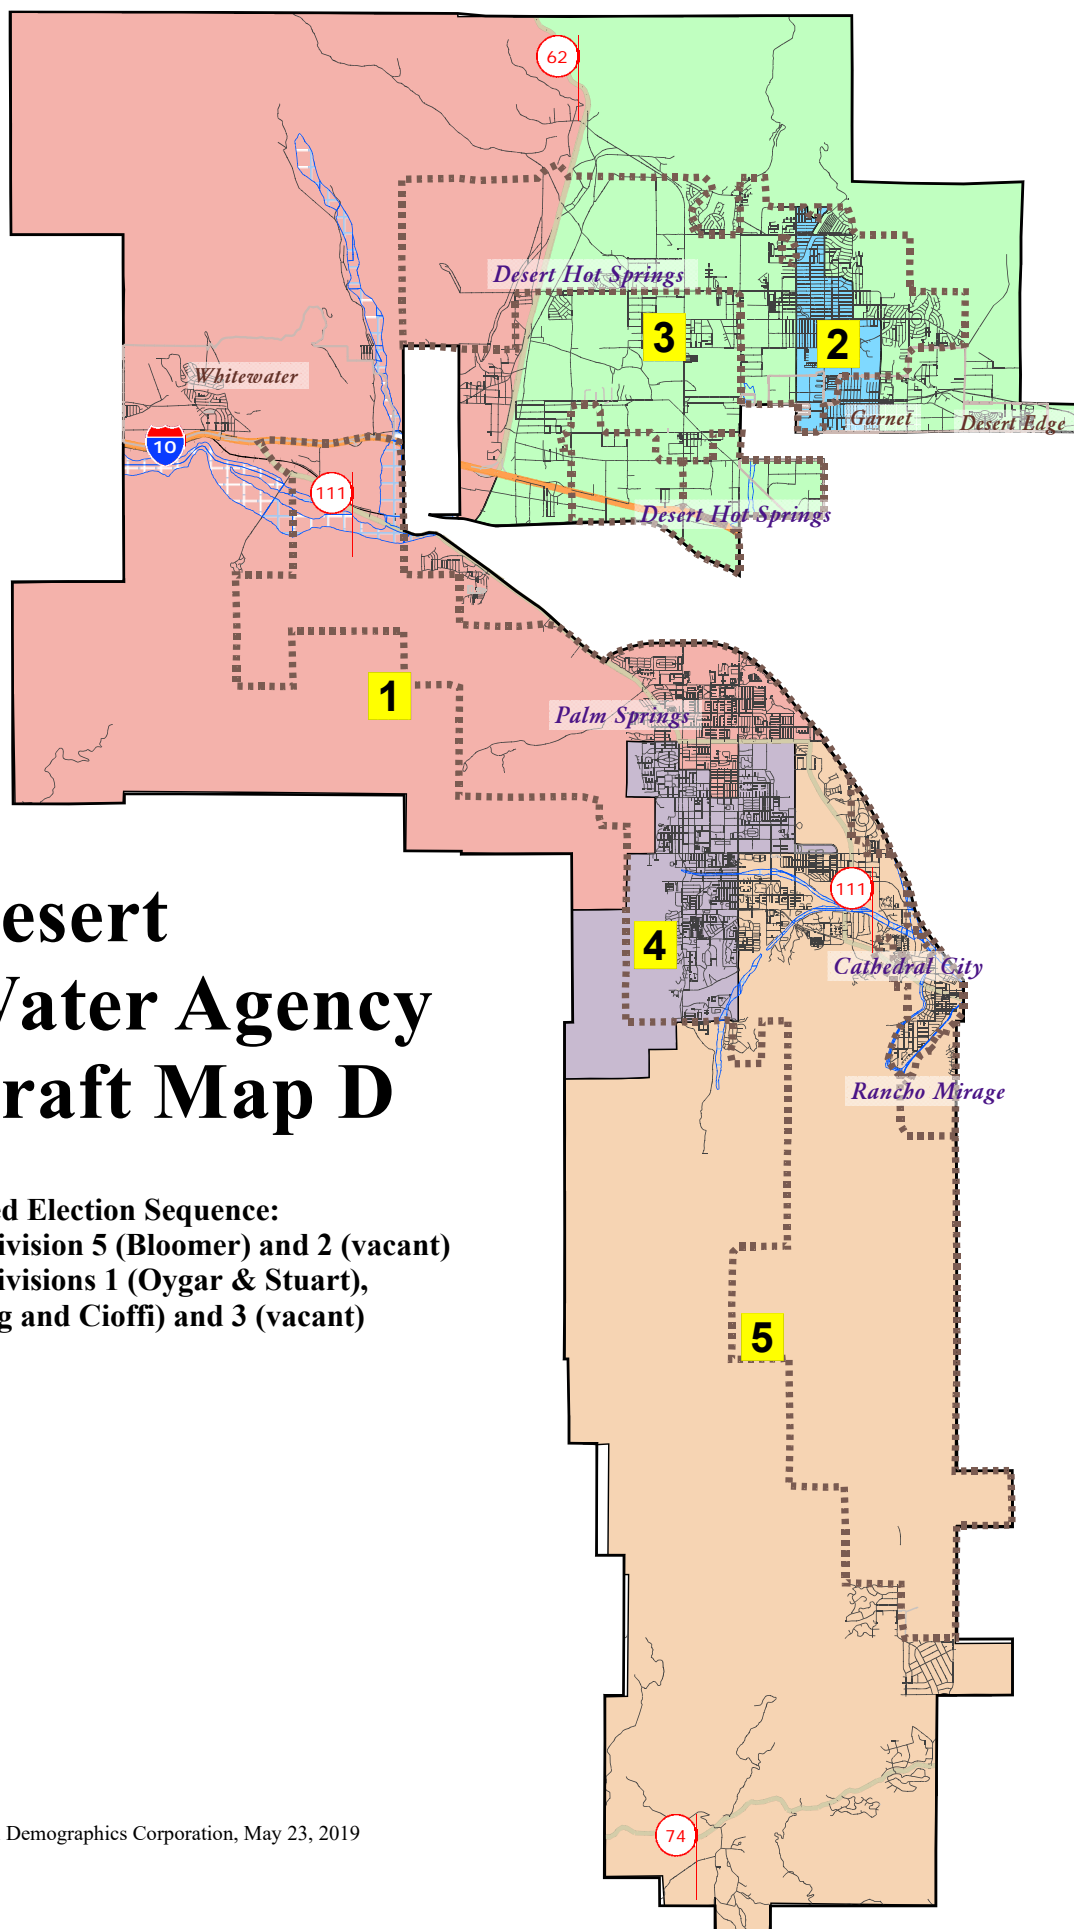 62
Desert Hot Springs
3
2
Whitewater
Garnet
Desert Edge
10
111
Desert Hot Springs
1
Palm Springs
111
esert
4
Cathedral City
Water Agency
raft Map D
Rancho Mirage
ed Election Sequence:
ivision 5 (Bloomer) and 2 (vacant)
ivisions 1 (Oygar & Stuart),
g and Cioffi) and 3 (vacant)
5
Demographics Corporation, May 23, 2019
74